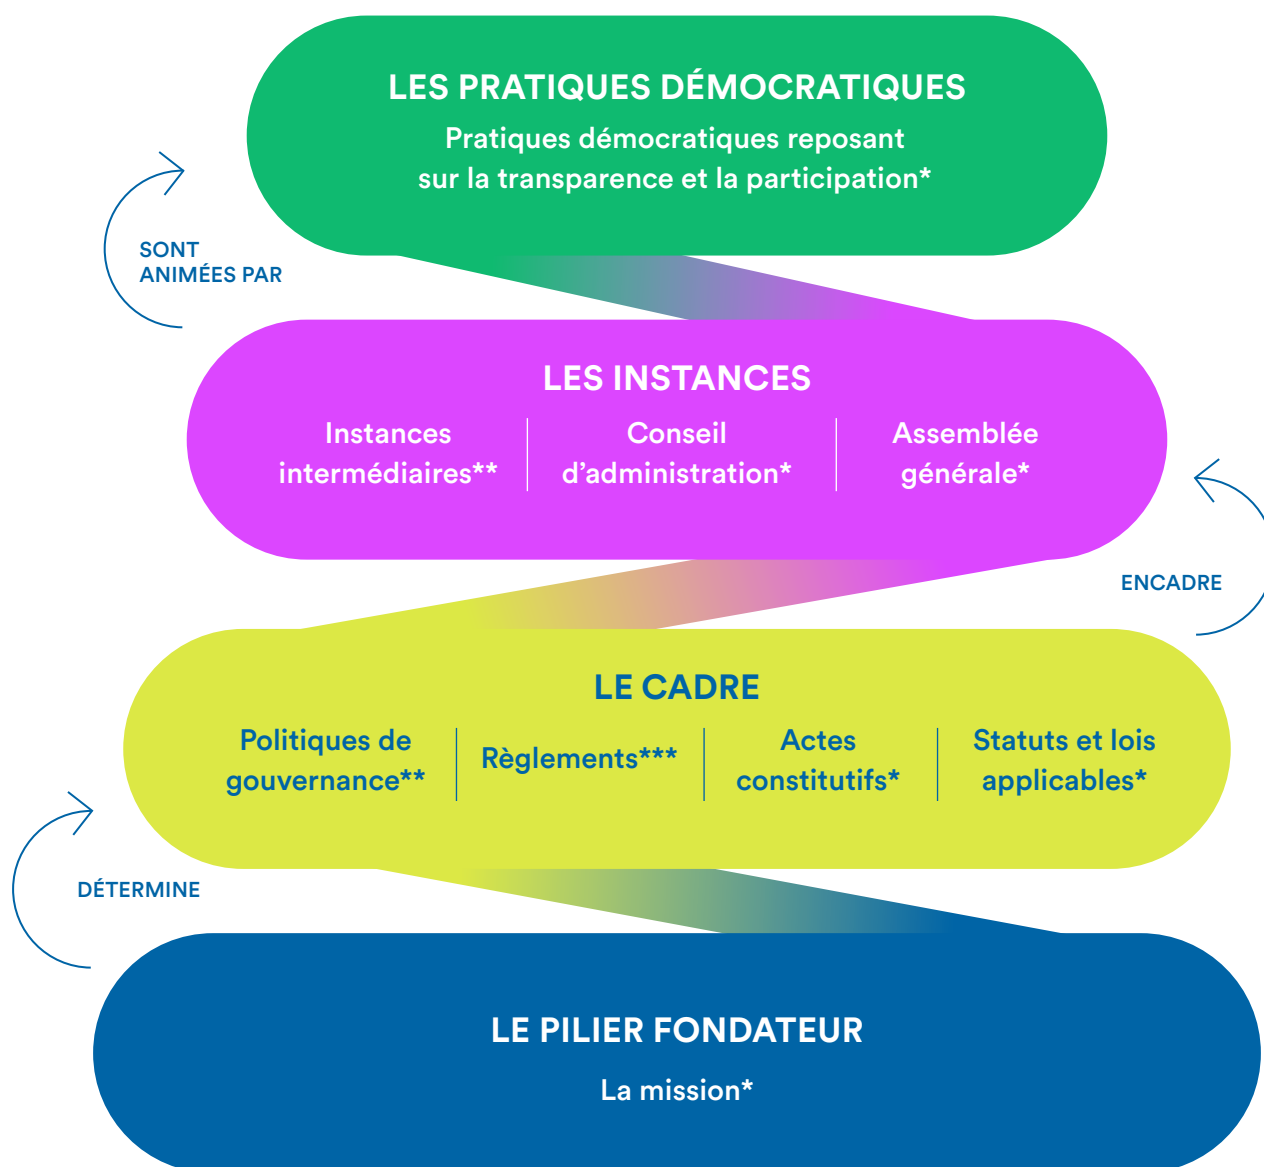 LES PRATIQUES DÉMOCRATIQUES
Pratiques démocratiques reposant
sur la transparence et la participation*
SONT
ANIMÉES PAR
LES INSTANCES
Instances
intermédiaires**
Conseil
d’administration*
Assemblée
générale*
ENCADRE
LE CADRE
Politiques de
gouvernance**
Règlements***
Actes
constitutifs*
Statuts et lois
applicables*
DÉTERMINE
LE PILIER FONDATEUR
La mission*